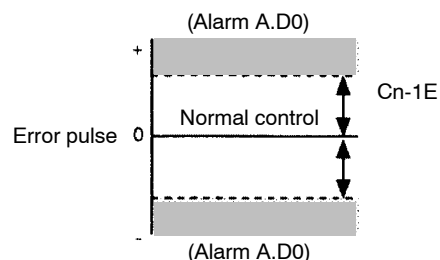 (Alarm A.D0)
+
Cn-1E
Normal control
Error pulse 0
-
(Alarm A.D0)